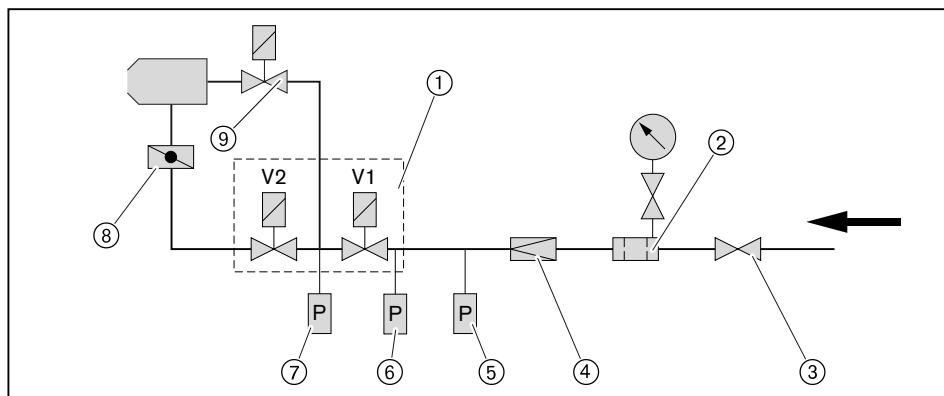 ①
⑨
②
V2 V1
⑧
P P P
⑦ ⑥ ⑤ ④ ③